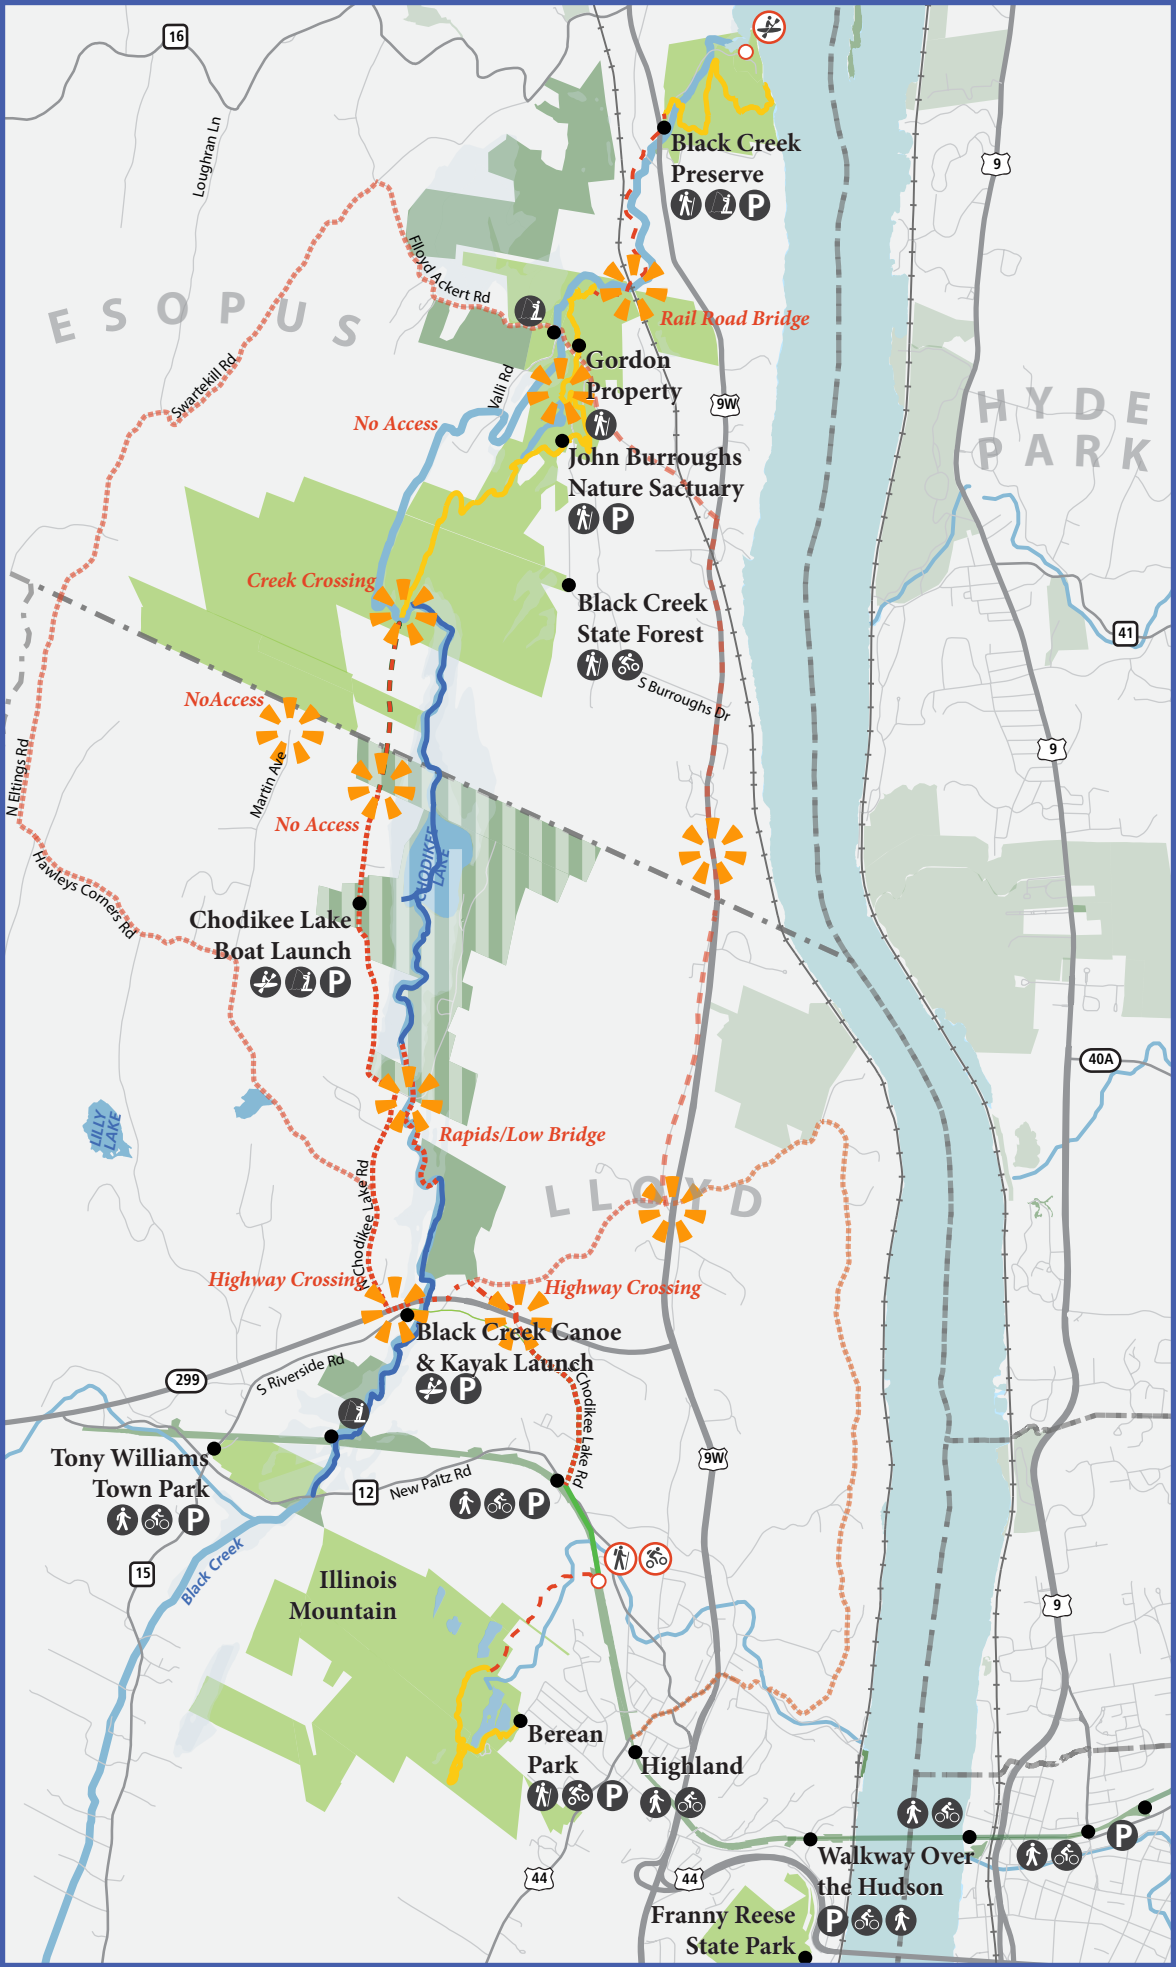 16
Loughran Ln
Black Creek
Preserve
P
9
ESOPUS
Flloyd Ackert Rd
Rail Road Bridge
Swartekill Rd
Valli Rd
Gordon
Property
9W
No Access
HYDE
PARK
John Burroughs
Nature Sactuary
P
Creek Crossing
Black Creek
State Forest
41
S Burroughs Dr
NoAccess
9
N Eltings Rd
Martin Ave
No Access
CHODIKEE
LAKE
Hawleys Corners Rd
Chodikee Lake
Boat Launch
P
40A
LILLY
LAKE
Rapids/Low Bridge
LLOYD
N Chodikee Lake Rd
Highway Crossing
Highway Crossing
Black Creek Canoe
& Kayak Launch
P
299
S Riverside Rd
Chodikee Lake Rd
Tony Williams
Town Park
P
12
New Paltz Rd
P
9W
15
Black Creek
Illinois
Mountain
9
Berean
Park
P
Highland
P
Walkway Over
the Hudson
P
44
44
Franny Reese
State Park